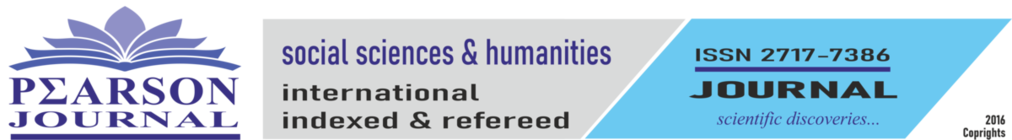 PΣARSON
JOURNAL
social sciences & humanities
international
indexed & refereed
ISSN 2717-7386
JOURNAL
scientific discoveries...
2016
Coprights